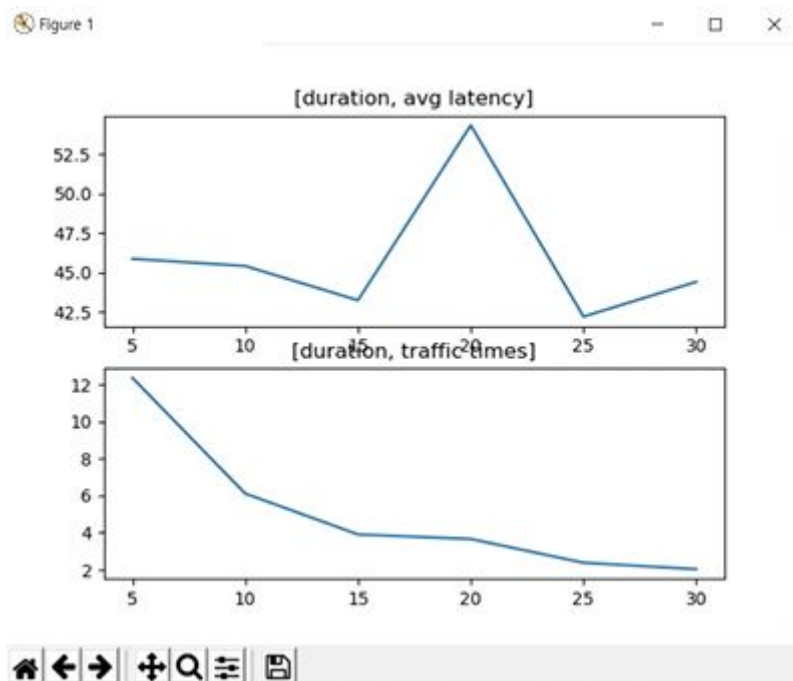 Figure 1
[duration, avg latency]
52.5
50.0
47.5
45.0
42.5
5 10 15 20 25 30
[duration, traffic times]
12
10
8
6
4
2
5 10 15 20 25 30